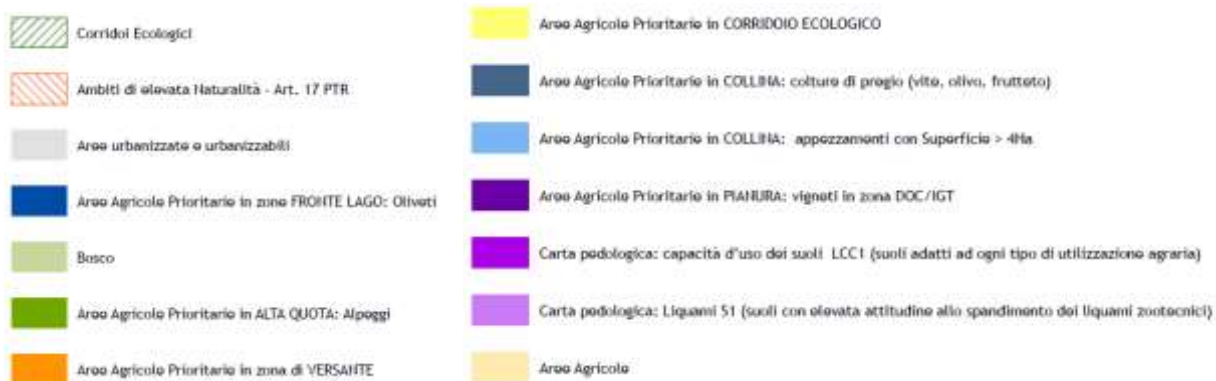 Corridoi Ecologici
Ambiti di elevata Naturalità - Art. 17 PTR
Aree urbanizzate e urbanizzabili
Aree Agricole Prioritarie in zone FRONTE LAGO: Oliveti
Bosco
Aree Agricole Prioritarie in ALTA QUOTA: Alpeggi
Aree Agricole Prioritarie in zona di VERSANTE
Aree Agricole Prioritarie in CORRIDOIO ECOLOGICO
Aree Agricole Prioritarie in COLLINA: colture di pregio (vite, olivo, frutteto)
Aree Agricole Prioritarie in COLLINA: appezzamenti con Superficie > 4Ha
Aree Agricole Prioritarie in PIANURA: vigneti in zona DOC/IGT
Carta pedologica: capacità d'uso dei suoli LCC1 (suoli adatti ad ogni tipo di utilizzazione agraria)
Carta pedologica: Liquami S1 (suoli con elevata attitudine allo spandimento dei liquami zootecnici)
Aree Agricole